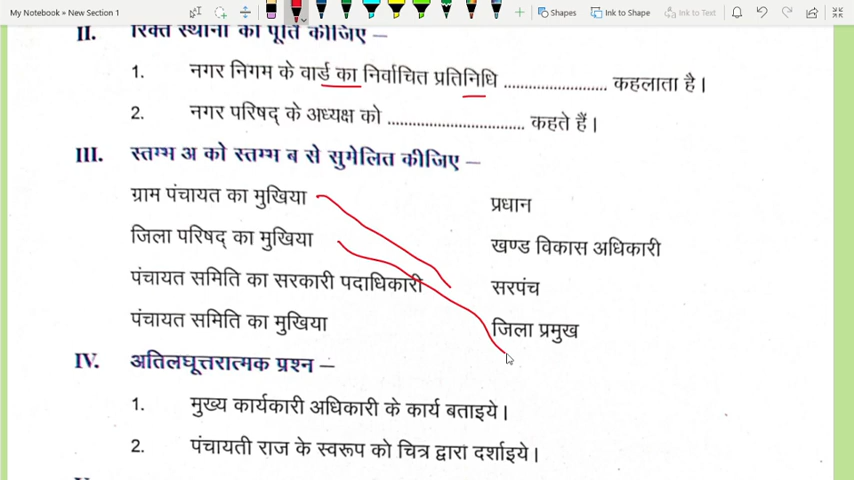 My Notebook » New Section 1
Shapes
Ink to Shape
Ink to Text
II. रिक्त स्थानों की पूर्ति कीजिए –
1. नगर निगम के वार्ड का निर्वाचित प्रतिनिधि .......................... कहलाता है।
2. नगर परिषद् के अध्यक्ष को .................................. कहते हैं।
III. स्तम्भ अ को स्तम्भ ब से सुमेलित कीजिए –
ग्राम पंचायत का मुखिया प्रधान
जिला परिषद् का मुखिया खण्ड विकास अधिकारी
पंचायत समिति का सरकारी पदाधिकारी सरपंच
पंचायत समिति का मुखिया जिला प्रमुख
IV. अतिलघूत्तरात्मक प्रश्न –
1. मुख्य कार्यकारी अधिकारी के कार्य बताइये।
2. पंचायती राज के स्वरूप को चित्र द्वारा दर्शाइये।